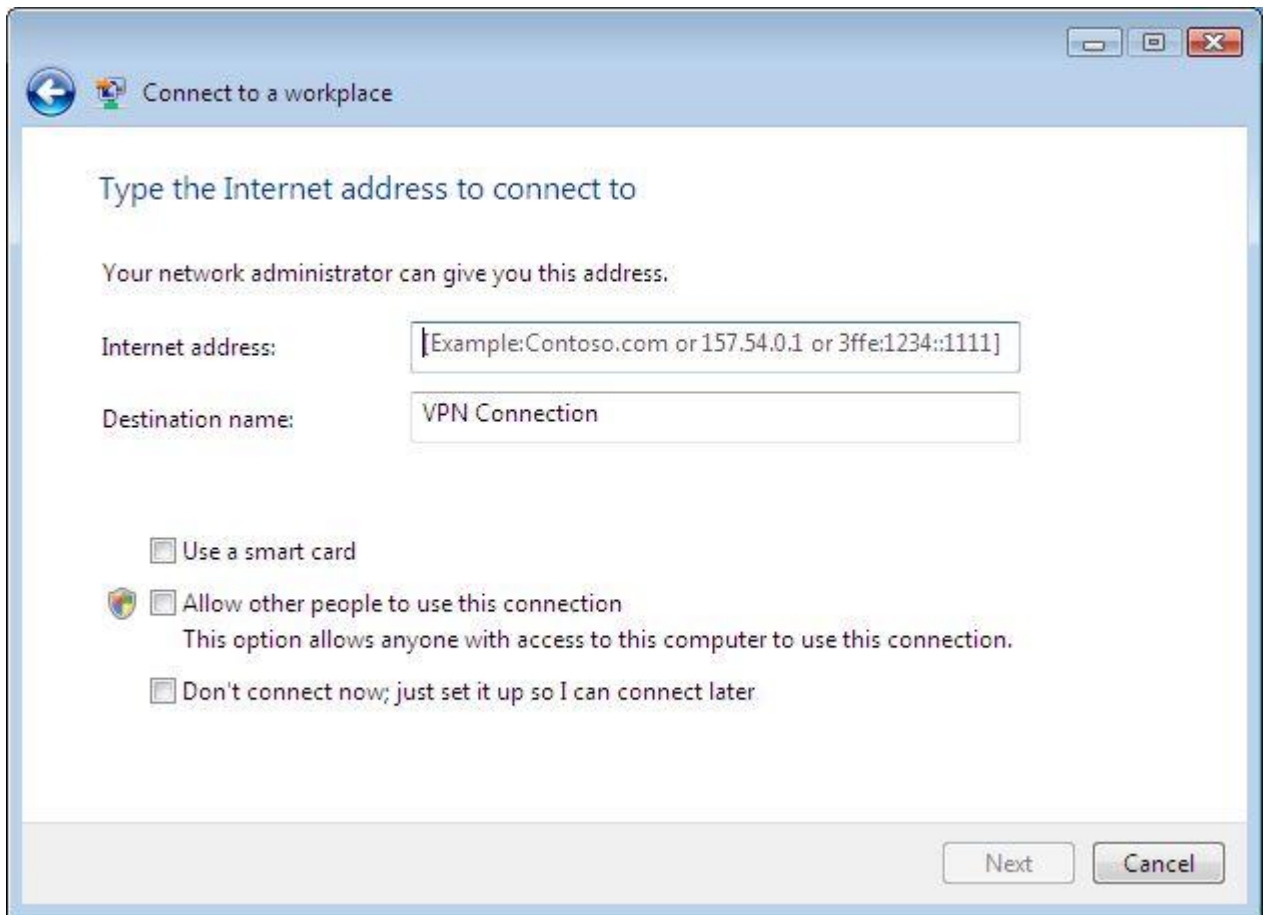 Connect to a workplace
Type the Internet address to connect to
Your network administrator can give you this address.
Internet address: [Example:Contoso.com or 157.54.0.1 or 3ffe:1234::1111]
Destination name: VPN Connection
Use a smart card
Allow other people to use this connection
This option allows anyone with access to this computer to use this connection.
Don't connect now; just set it up so I can connect later
Next Cancel